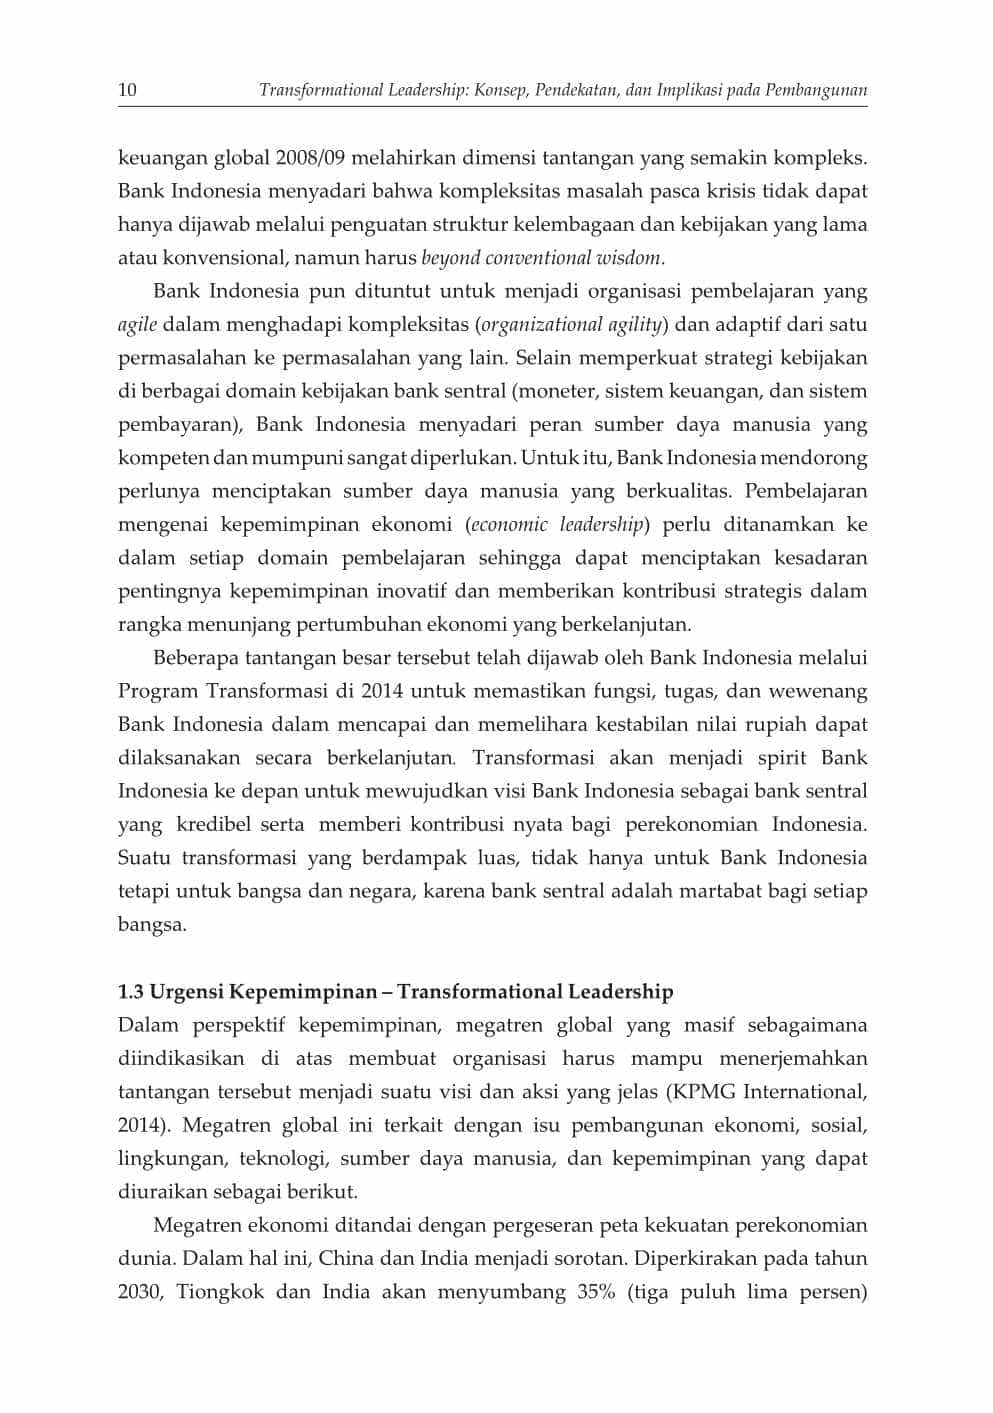 10 Transformational Leadership: Konsep, Pendekatan, dan Implikasi pada Pembangunan
keuangan global 2008/09 melahirkan dimensi tantangan yang semakin kompleks.
Bank Indonesia menyadari bahwa kompleksitas masalah pasca krisis tidak dapat
hanya dijawab melalui penguatan struktur kelembagaan dan kebijakan yang lama
atau konvensional, namun harus beyond conventional wisdom.
Bank Indonesia pun dituntut untuk menjadi organisasi pembelajaran yang
agile dalam menghadapi kompleksitas (organizational agility) dan adaptif dari satu
permasalahan ke permasalahan yang lain. Selain memperkuat strategi kebijakan
di berbagai domain kebijakan bank sentral (moneter, sistem keuangan, dan sistem
pembayaran), Bank Indonesia menyadari peran sumber daya manusia yang
kompeten dan mumpuni sangat diperlukan. Untuk itu, Bank Indonesia mendorong
perlunya menciptakan sumber daya manusia yang berkualitas. Pembelajaran
mengenai kepemimpinan ekonomi (economic leadership) perlu ditanamkan ke
dalam setiap domain pembelajaran sehingga dapat menciptakan kesadaran
pentingnya kepemimpinan inovatif dan memberikan kontribusi strategis dalam
rangka menunjang pertumbuhan ekonomi yang berkelanjutan.
Beberapa tantangan besar tersebut telah dijawab oleh Bank Indonesia melalui
Program Transformasi di 2014 untuk memastikan fungsi, tugas, dan wewenang
Bank Indonesia dalam mencapai dan memelihara kestabilan nilai rupiah dapat
dilaksanakan secara berkelanjutan. Transformasi akan menjadi spirit Bank
Indonesia ke depan untuk mewujudkan visi Bank Indonesia sebagai bank sentral
yang kredibel serta memberi kontribusi nyata bagi perekonomian Indonesia.
Suatu transformasi yang berdampak luas, tidak hanya untuk Bank Indonesia
tetapi untuk bangsa dan negara, karena bank sentral adalah martabat bagi setiap
bangsa.
1.3 Urgensi Kepemimpinan – Transformational Leadership
Dalam perspektif kepemimpinan, megatren global yang masif sebagaimana
diindikasikan di atas membuat organisasi harus mampu menerjemahkan
tantangan tersebut menjadi suatu visi dan aksi yang jelas (KPMG International,
2014). Megatren global ini terkait dengan isu pembangunan ekonomi, sosial,
lingkungan, teknologi, sumber daya manusia, dan kepemimpinan yang dapat
diuraikan sebagai berikut.
Megatren ekonomi ditandai dengan pergeseran peta kekuatan perekonomian
dunia. Dalam hal ini, China dan India menjadi sorotan. Diperkirakan pada tahun
2030, Tiongkok dan India akan menyumbang 35% (tiga puluh lima persen)